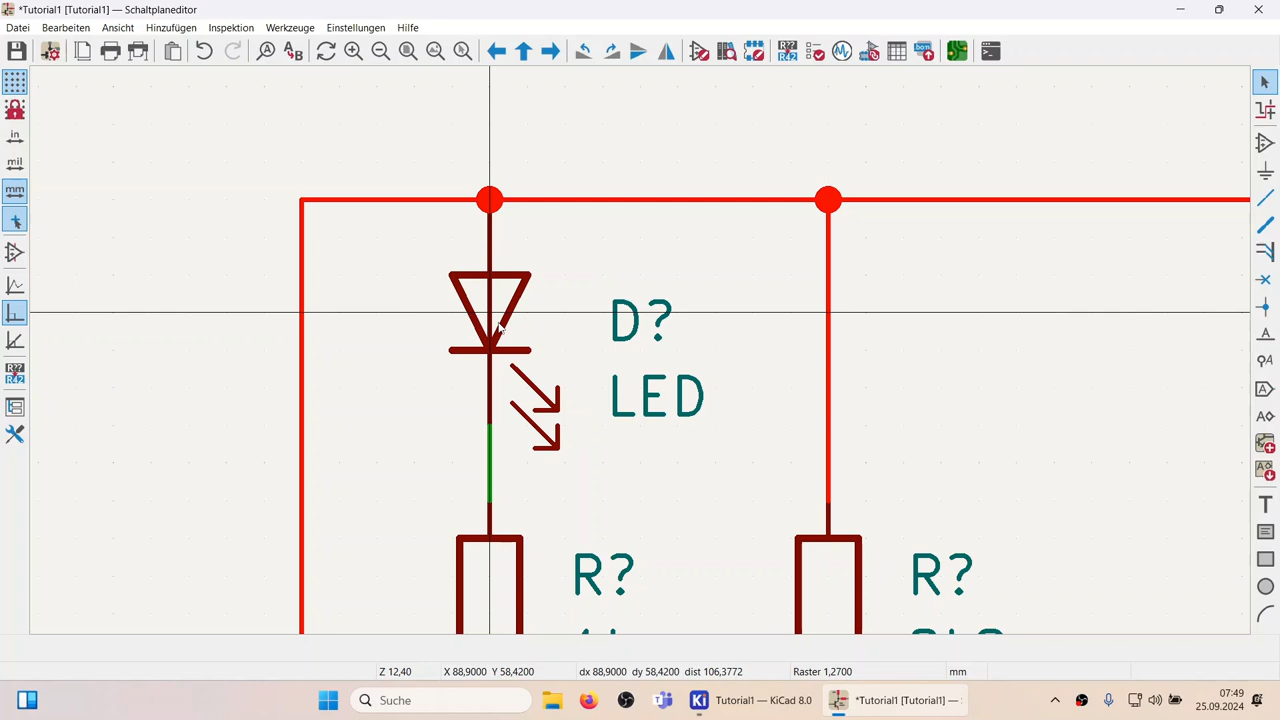 *Tutorial1 [Tutorial1] — Schaltplaneditor
Datei Bearbeiten Ansicht Hinzufügen Inspektion Werkzeuge Einstellungen Hilfe
in
mil
mm
R??
R42
D?
LED
R?
R?
Z 12,40 X 88,9000 Y 58,4200 dx 88,9000 dy 58,4200 dist 106,3772 Raster 1,2700 mm
Suche
Tutorial1 — KiCad 8.0
*Tutorial1 [Tutorial1] —
07:49
25.09.2024